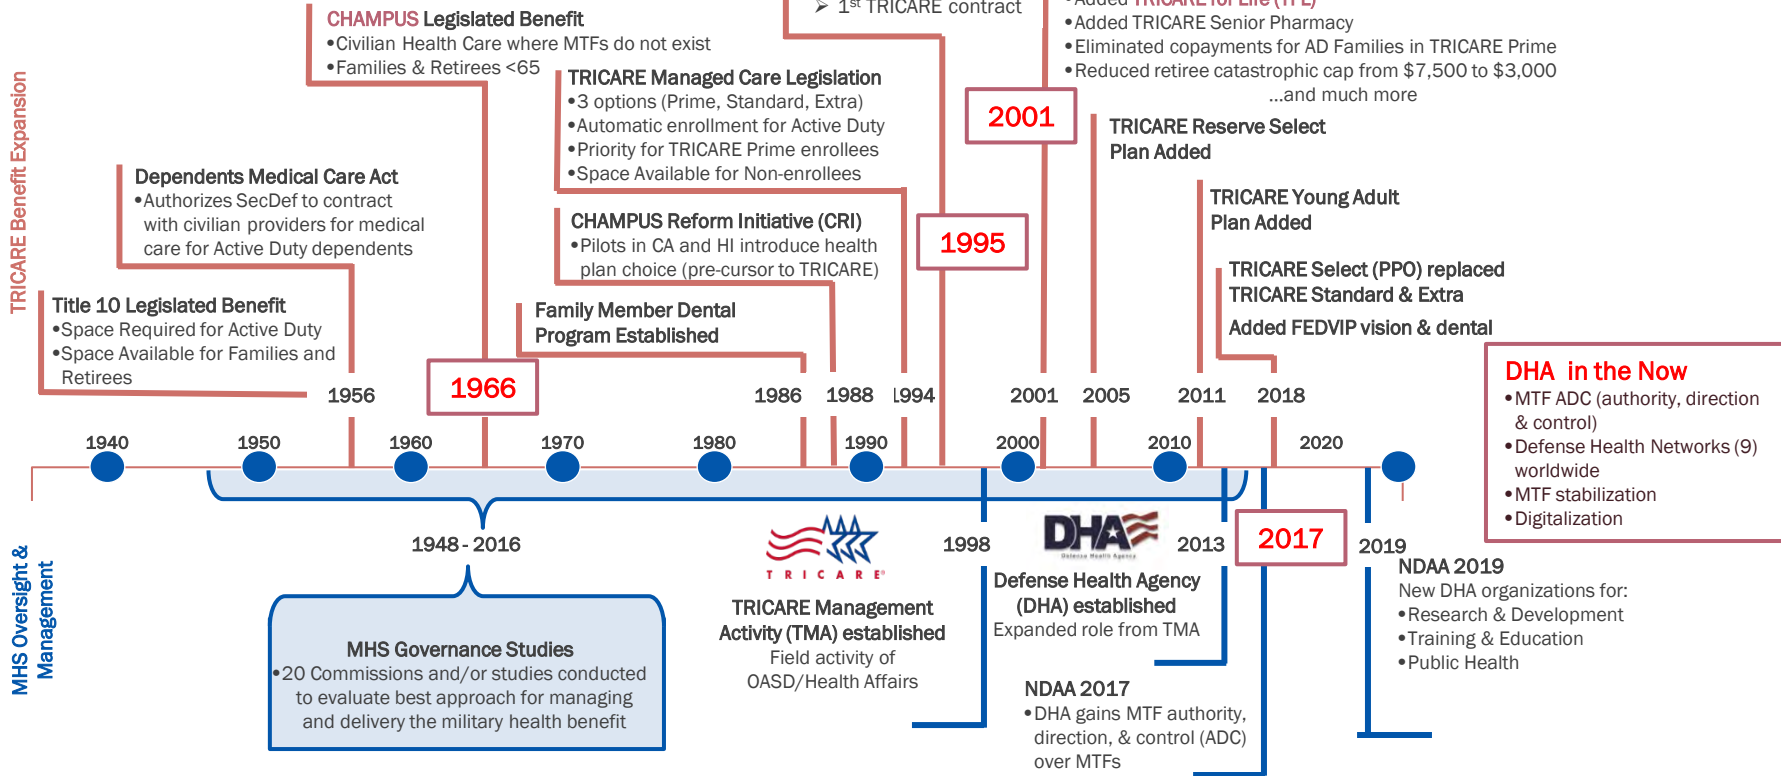 CHAMPUS Legislated Benefit
•Civilian Health Care where MTFs do not exist
•Families & Retirees <65
➢ 1st TRICARE contract
•Added TRICARE for Life (TFL)
•Added TRICARE Senior Pharmacy
•Eliminated copayments for AD Families in TRICARE Prime
•Reduced retiree catastrophic cap from $7,500 to $3,000
...and much more
TRICARE Benefit Expansion
TRICARE Managed Care Legislation
•3 options (Prime, Standard, Extra)
•Automatic enrollment for Active Duty
•Priority for TRICARE Prime enrollees
•Space Available for Non-enrollees
2001
TRICARE Reserve Select
Plan Added
Dependents Medical Care Act
•Authorizes SecDef to contract
with civilian providers for medical
care for Active Duty dependents
CHAMPUS Reform Initiative (CRI)
•Pilots in CA and HI introduce health
plan choice (pre-cursor to TRICARE)
1995
TRICARE Young Adult
Plan Added
TRICARE Select (PPO) replaced
TRICARE Standard & Extra
Added FEDVIP vision & dental
Title 10 Legislated Benefit
•Space Required for Active Duty
•Space Available for Families and
Retirees
Family Member Dental
Program Established
1956
1966
1986
1988
1994
2001
2005
2011
2018
DHA in the Now
•MTF ADC (authority, direction
& control)
•Defense Health Networks (9)
worldwide
•MTF stabilization
•Digitalization
1940
1950
1960
1970
1980
1990
2000
2010
2020
MHS Oversight &
Management
1948 - 2016
MHS Governance Studies
•20 Commissions and/or studies conducted
to evaluate best approach for managing
and delivery the military health benefit
TRICARE®
1998
TRICARE Management
Activity (TMA) established
Field activity of
OASD/Health Affairs
DHA
Defense Health Agency
2013
Defense Health Agency
(DHA) established
Expanded role from TMA
2017
NDAA 2017
•DHA gains MTF authority,
direction, & control (ADC)
over MTFs
2019
NDAA 2019
New DHA organizations for:
•Research & Development
•Training & Education
•Public Health